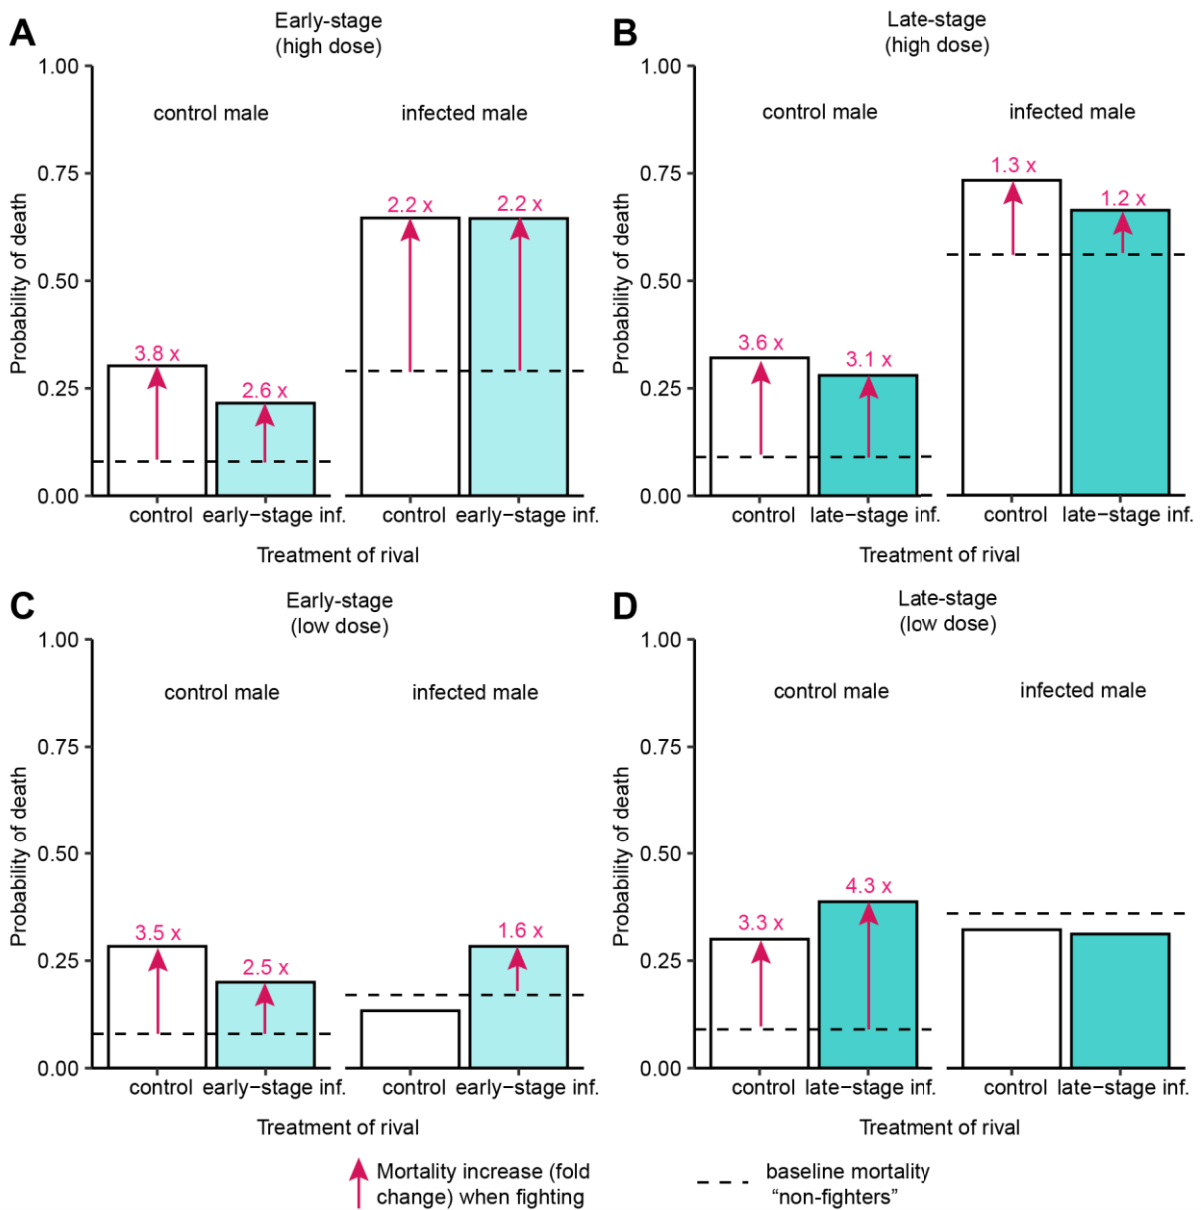 A
Early-stage
(high dose)
Probability of death
1.00
0.75
0.50
0.25
0.00
control male
infected male
3.8 x
2.6 x
2.2 x
2.2 x
control
early-stage inf.
control
early-stage inf.
Treatment of rival
B
Late-stage
(high dose)
Probability of death
1.00
0.75
0.50
0.25
0.00
control male
infected male
3.6 x
3.1 x
1.3 x
1.2 x
control
late-stage inf.
control
late-stage inf.
Treatment of rival
C
Early-stage
(low dose)
Probability of death
1.00
0.75
0.50
0.25
0.00
control male
infected male
3.5 x
2.5 x
1.6 x
control
early-stage inf.
control
early-stage inf.
Treatment of rival
D
Late-stage
(low dose)
Probability of death
1.00
0.75
0.50
0.25
0.00
control male
infected male
3.3 x
4.3 x
control
late-stage inf.
control
late-stage inf.
Treatment of rival
Mortality increase (fold
change) when fighting
baseline mortality
“non-fighters”